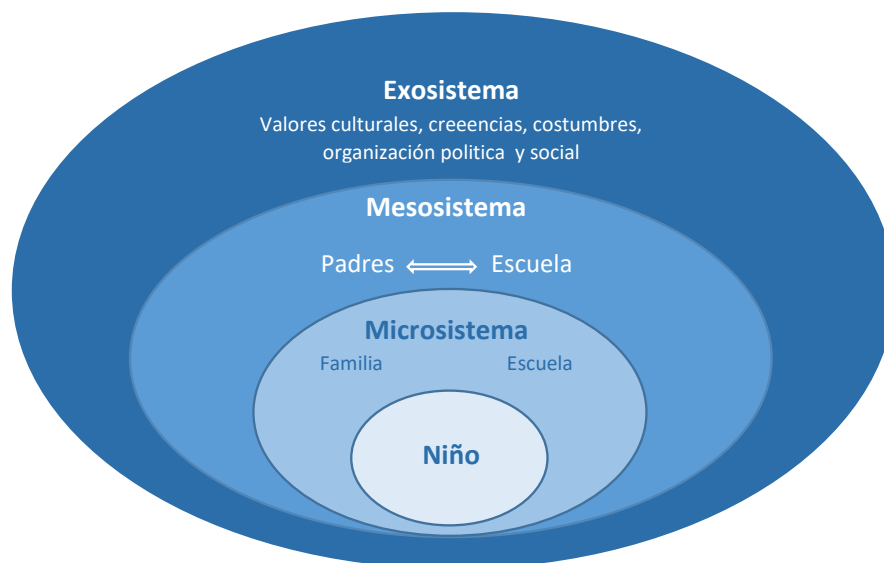 Exosistema
Valores culturales, creeencias, costumbres,
organización politica y social
Mesosistema
Padres Escuela
Microsistema
Familia Escuela
Niño